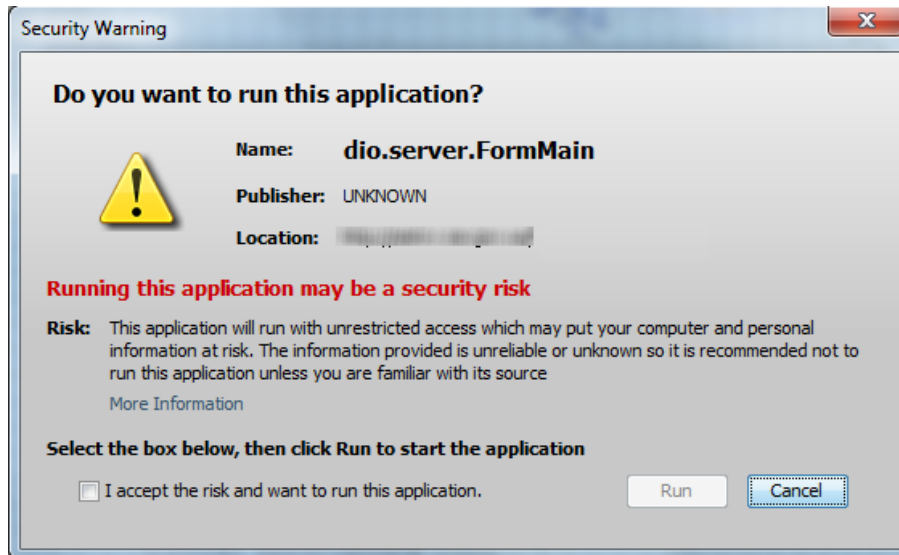 Security Warning
Do you want to run this application?
Name: dio.server.FormMain
Publisher: UNKNOWN
Location:
Running this application may be a security risk
Risk: This application will run with unrestricted access which may put your computer and personal
information at risk. The information provided is unreliable or unknown so it is recommended not to
run this application unless you are familiar with its source
More Information
Select the box below, then click Run to start the application
I accept the risk and want to run this application. Run Cancel